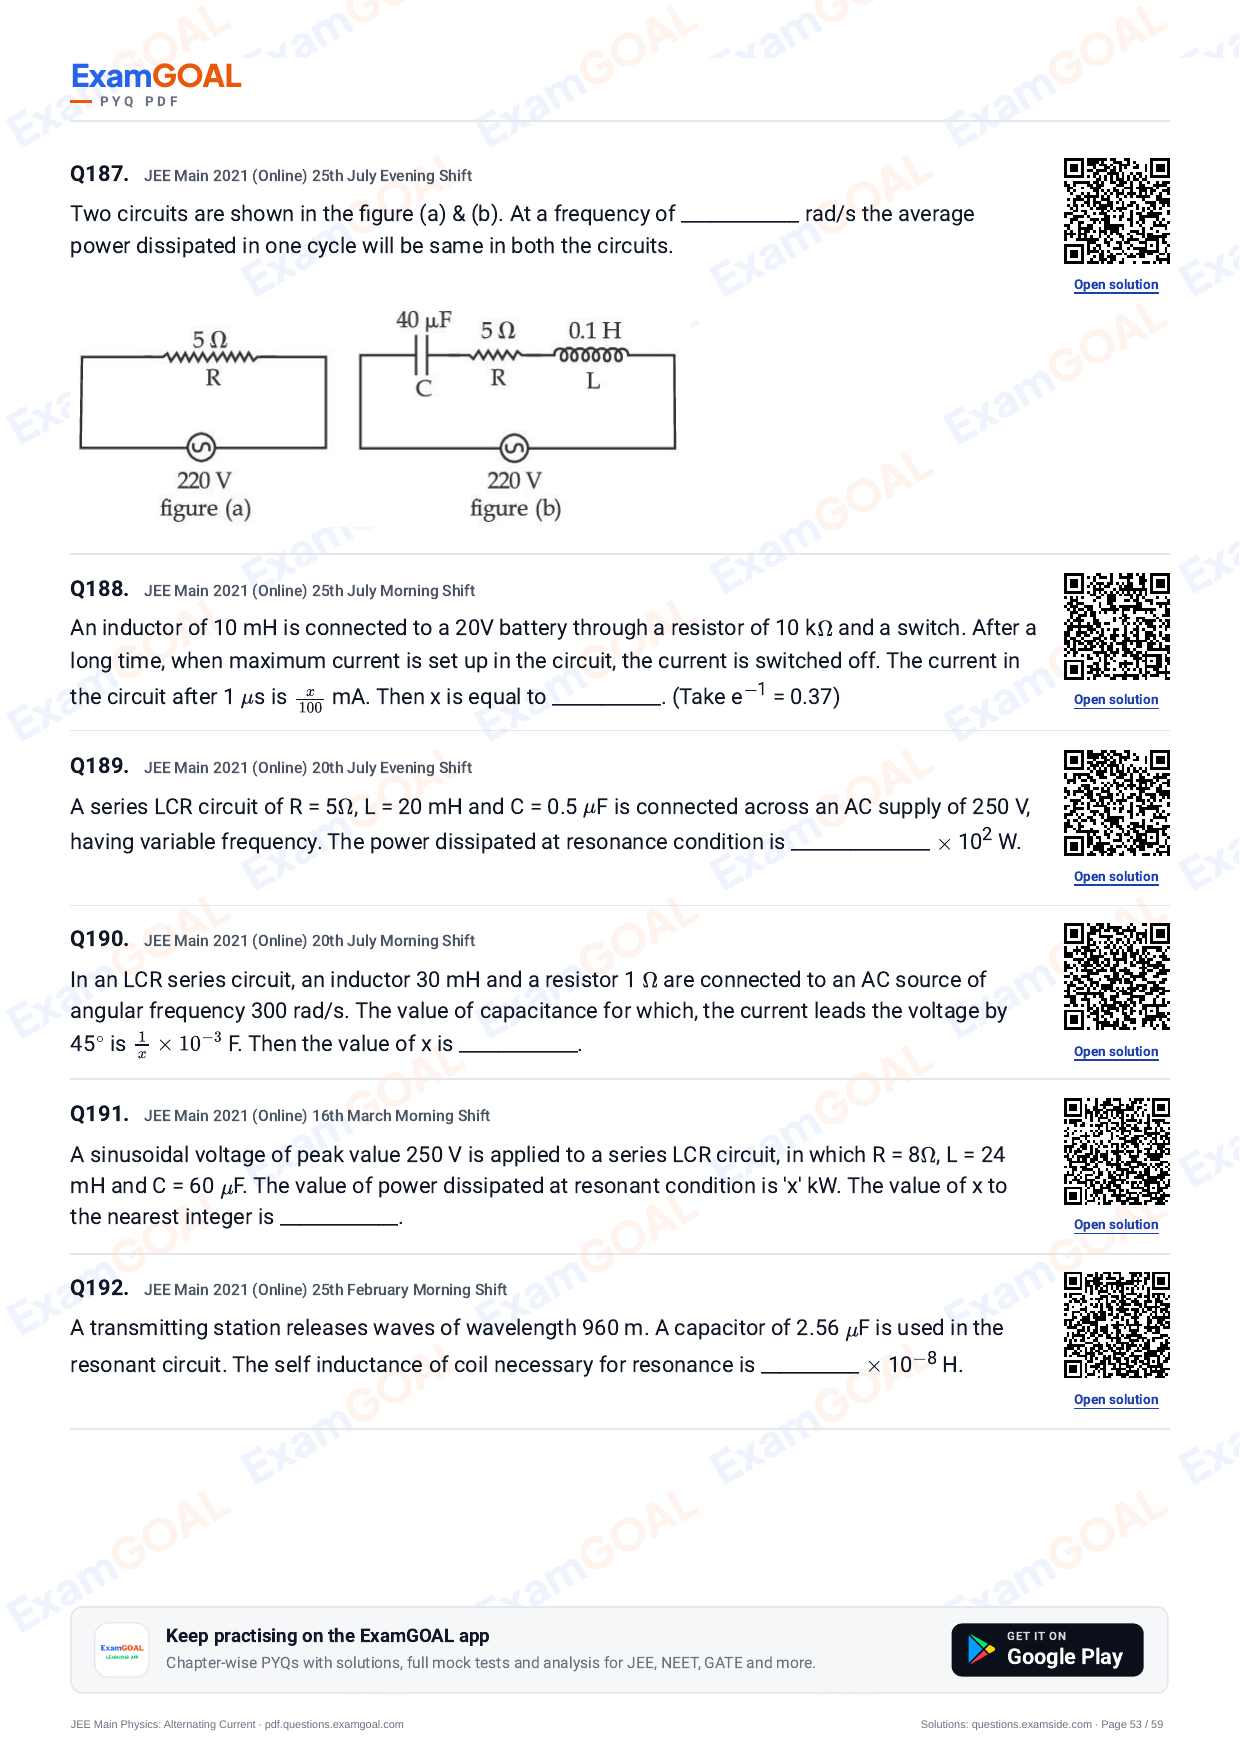 ExamGOAL
PYQ PDF
Q187. JEE Main 2021 (Online) 25th July Evening Shift
Two circuits are shown in the figure (a) & (b). At a frequency of ____________ rad/s the average
power dissipated in one cycle will be same in both the circuits.
Open solution
5 Ω
R
220 V
figure (a)
40 μF
5 Ω
0.1 H
C
R
L
220 V
figure (b)
Q188. JEE Main 2021 (Online) 25th July Morning Shift
An inductor of 10 mH is connected to a 20V battery through a resistor of 10 kΩ and a switch. After a
long time, when maximum current is set up in the circuit, the current is switched off. The current in
the circuit after 1 μs is x/100 mA. Then x is equal to ___________. (Take e⁻¹ = 0.37)
Open solution
Q189. JEE Main 2021 (Online) 20th July Evening Shift
A series LCR circuit of R = 5Ω, L = 20 mH and C = 0.5 μF is connected across an AC supply of 250 V,
having variable frequency. The power dissipated at resonance condition is ______________ × 10² W.
Open solution
Q190. JEE Main 2021 (Online) 20th July Morning Shift
In an LCR series circuit, an inductor 30 mH and a resistor 1 Ω are connected to an AC source of
angular frequency 300 rad/s. The value of capacitance for which, the current leads the voltage by
45° is 1/x × 10⁻³ F. Then the value of x is ____________.
Open solution
Q191. JEE Main 2021 (Online) 16th March Morning Shift
A sinusoidal voltage of peak value 250 V is applied to a series LCR circuit, in which R = 8Ω, L = 24
mH and C = 60 μF. The value of power dissipated at resonant condition is 'x' kW. The value of x to
the nearest integer is ____________.
Open solution
Q192. JEE Main 2021 (Online) 25th February Morning Shift
A transmitting station releases waves of wavelength 960 m. A capacitor of 2.56 μF is used in the
resonant circuit. The self inductance of coil necessary for resonance is __________ × 10⁻⁸ H.
Open solution
ExamGOAL
LEARNING APP
Keep practising on the ExamGOAL app
Chapter-wise PYQs with solutions, full mock tests and analysis for JEE, NEET, GATE and more.
GET IT ON
Google Play
JEE Main Physics: Alternating Current · pdf.questions.examgoal.com
Solutions: questions.examside.com · Page 53 / 59